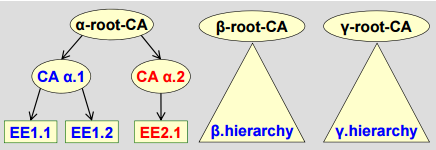 α-root-CA
β-root-CA
γ-root-CA
CA α.1
CA α.2
EE1.1
EE1.2
EE2.1
β.hierarchy
γ.hierarchy